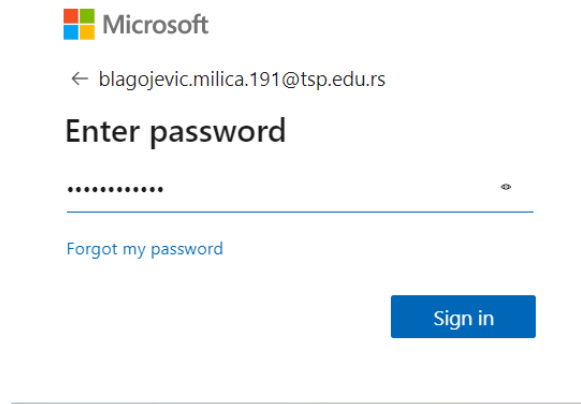 Microsoft
← blagojevic.milica.191@tsp.edu.rs
Enter password
••••••••••••
Forgot my password
Sign in